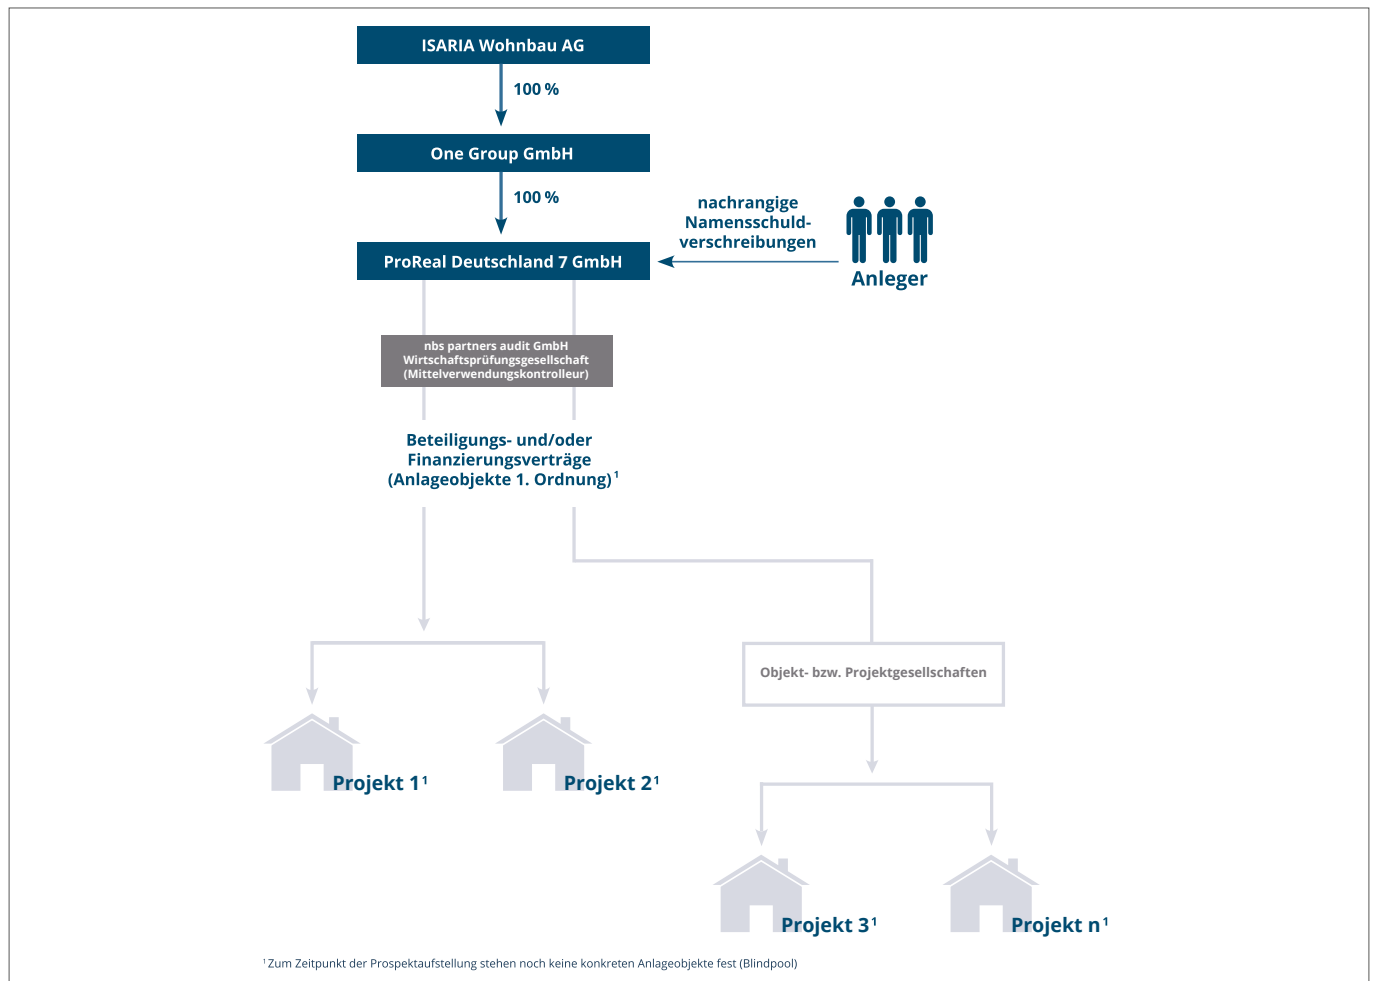 ISARIA Wohnbau AG
100 %
One Group GmbH
100 %
nachrangige
Namensschuld-
verschreibungen
ProReal Deutschland 7 GmbH
Anleger
nbs partners audit GmbH
Wirtschaftsprüfungsgesellschaft
(Mittelverwendungskontrolleur)
Beteiligungs- und/oder
Finanzierungsverträge
(Anlageobjekte 1. Ordnung) ¹
Objekt- bzw. Projektgesellschaften
Projekt 1 ¹
Projekt 2 ¹
Projekt 3 ¹
Projekt n ¹
¹ Zum Zeitpunkt der Prospektaufstellung stehen noch keine konkreten Anlageobjekte fest (Blindpool)